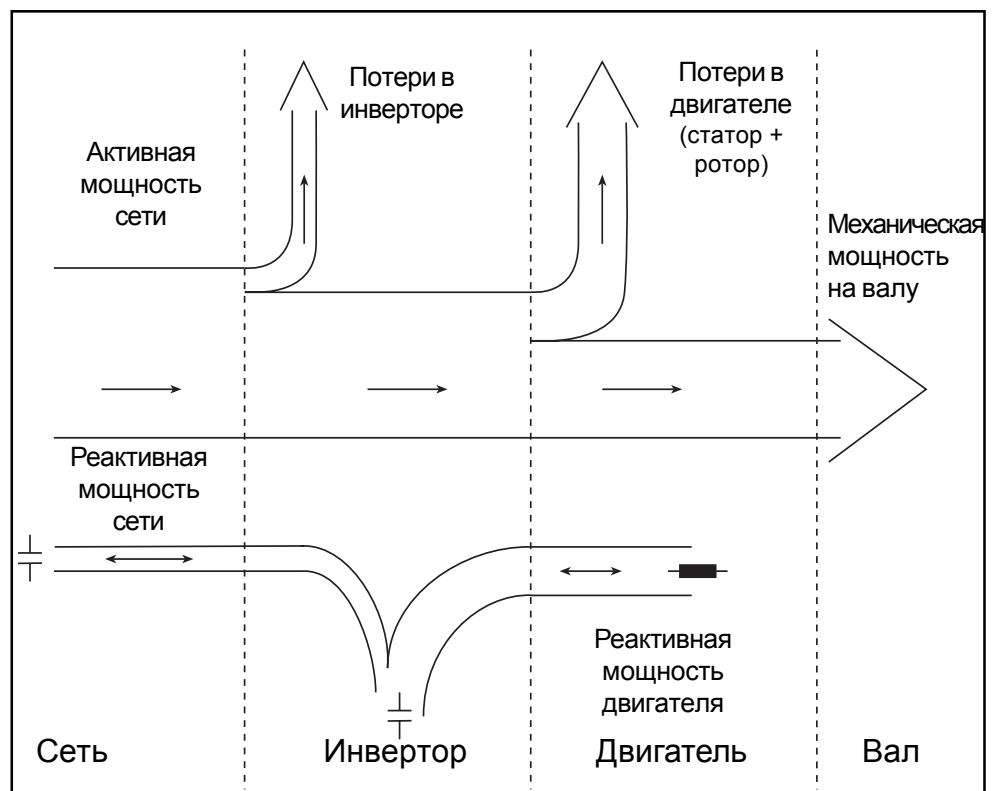 Потери в
инверторе
Потери в
двигателе
(статор +
ротор)
Активная
мощность
сети
Механическая
мощность
на валу
Реактивная
мощность
сети
Реактивная
мощность
двигателя
Сеть
Инвертор
Двигатель
Вал